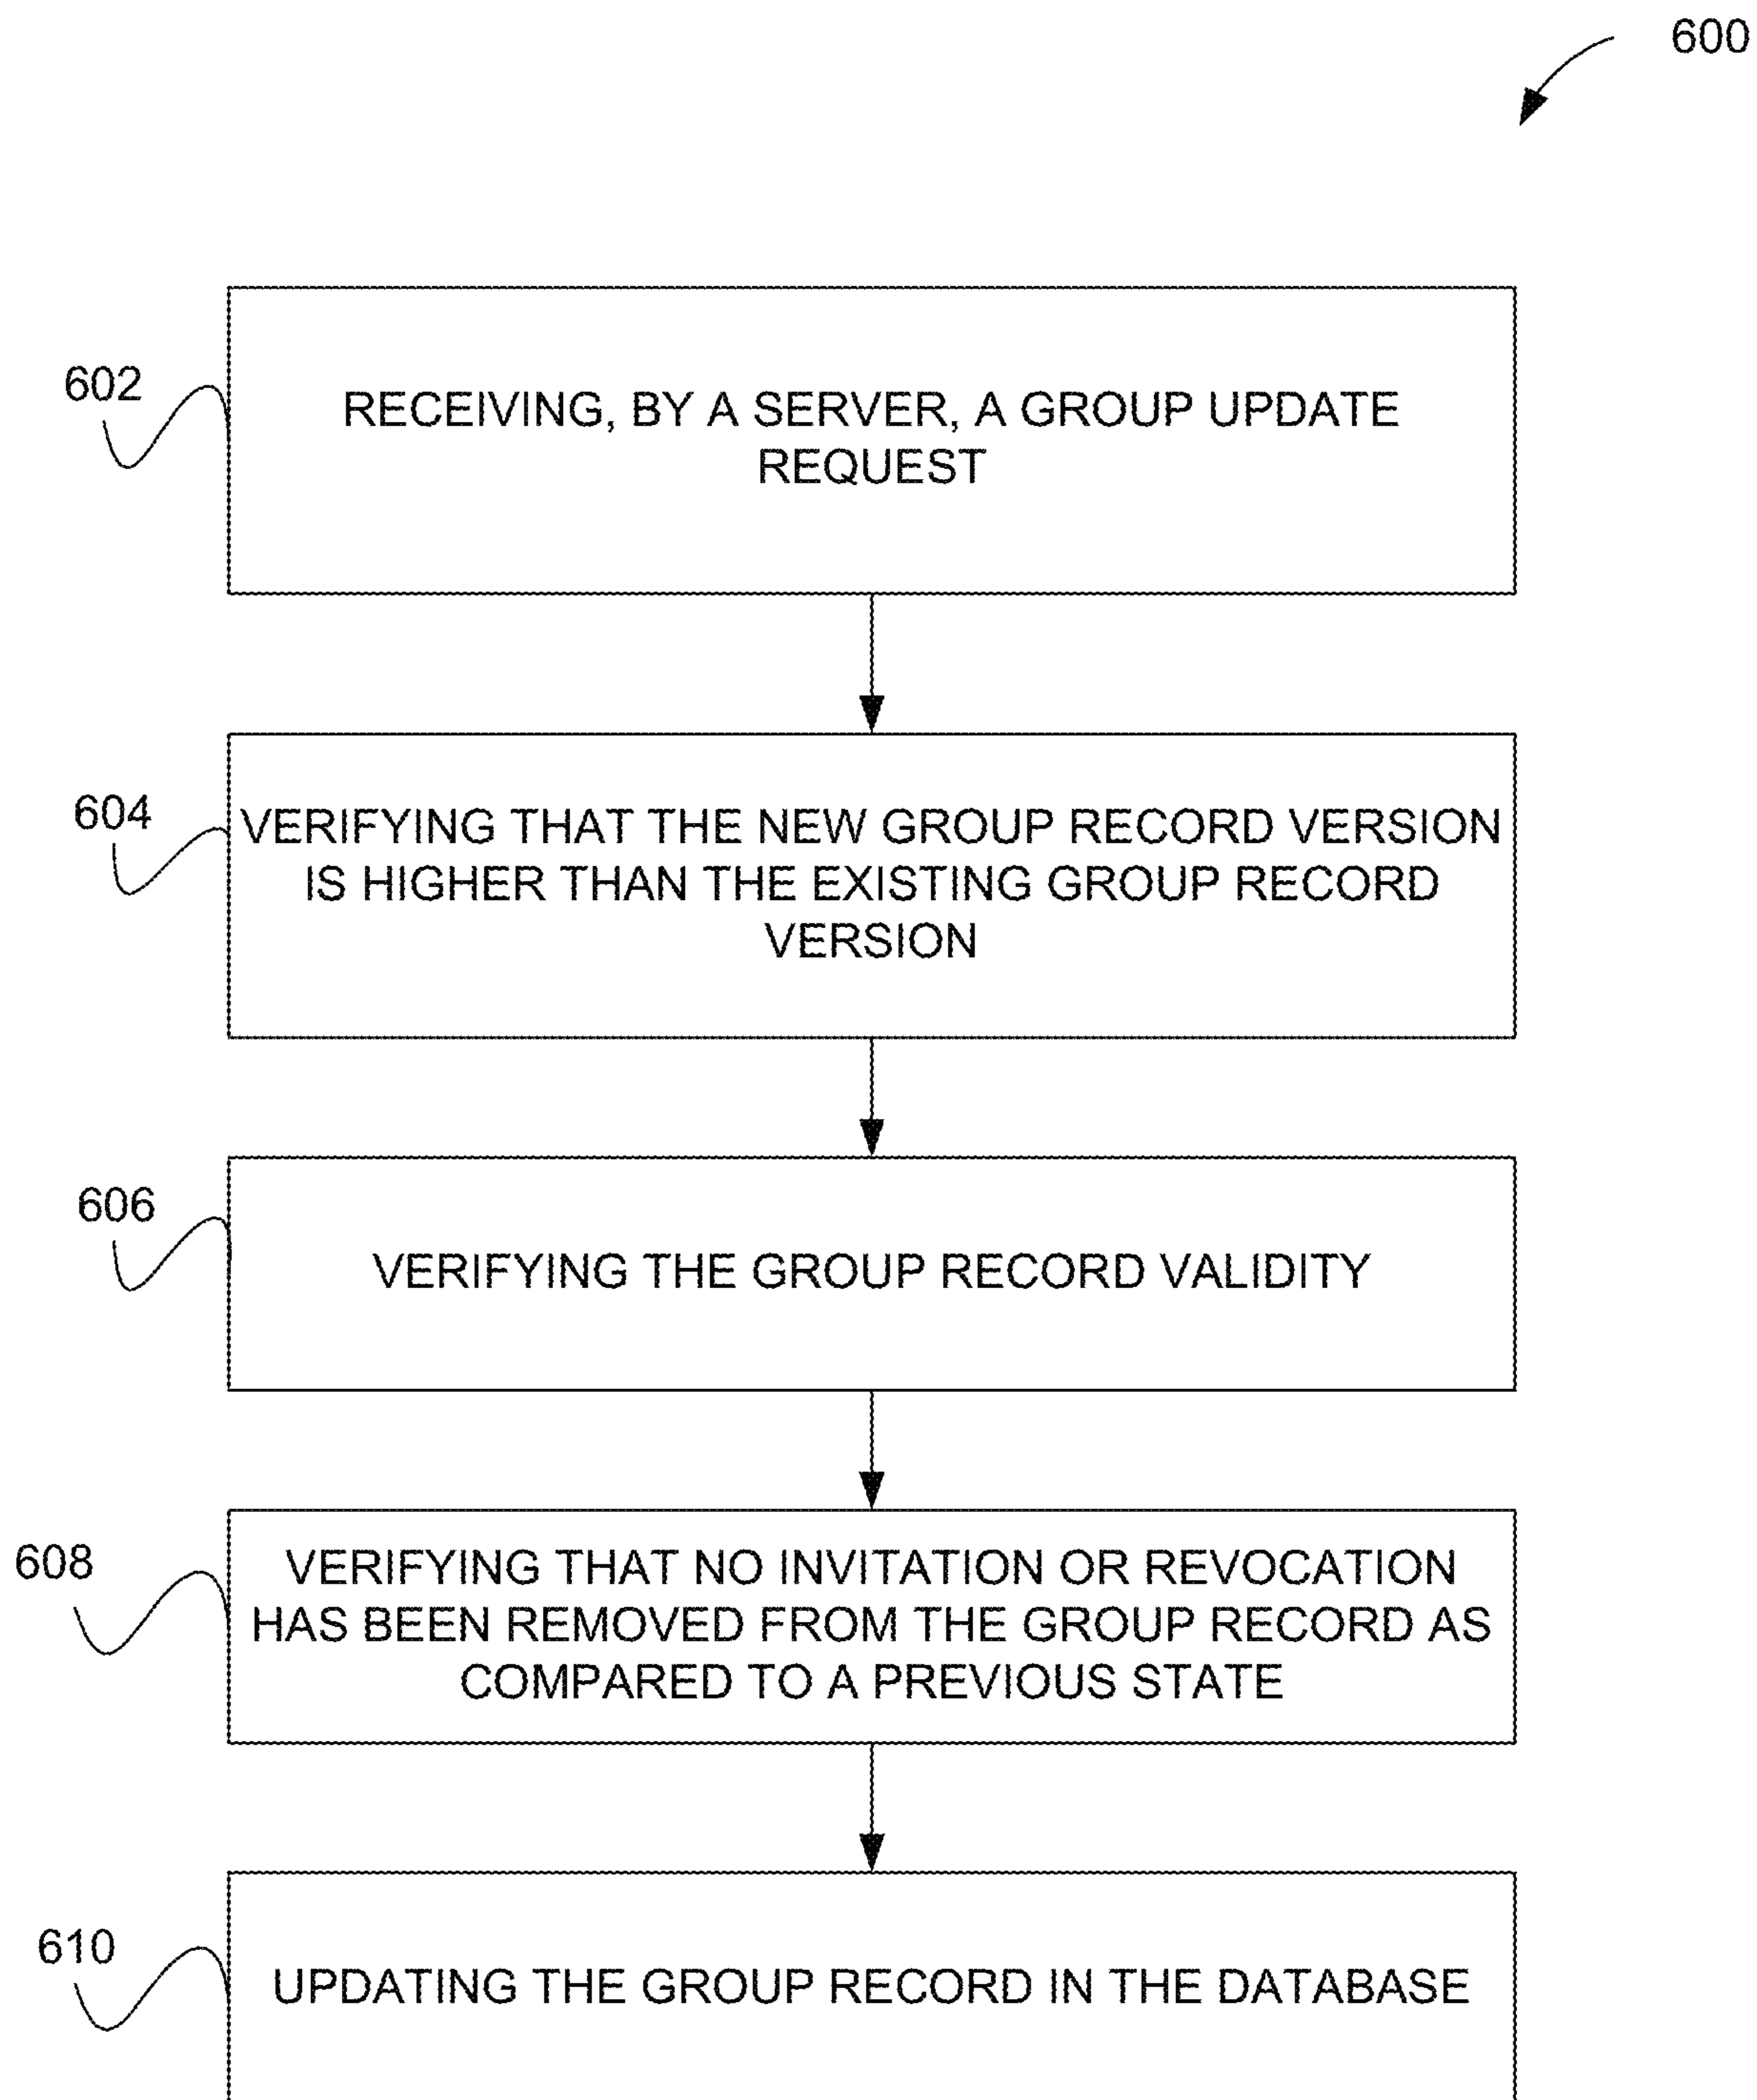 600
602
RECEIVING, BY A SERVER, A GROUP UPDATE
REQUEST
604
VERIFYING THAT THE NEW GROUP RECORD VERSION
IS HIGHER THAN THE EXISTING GROUP RECORD
VERSION
606
VERIFYING THE GROUP RECORD VALIDITY
608
VERIFYING THAT NO INVITATION OR REVOCATION
HAS BEEN REMOVED FROM THE GROUP RECORD AS
COMPARED TO A PREVIOUS STATE
610
UPDATING THE GROUP RECORD IN THE DATABASE